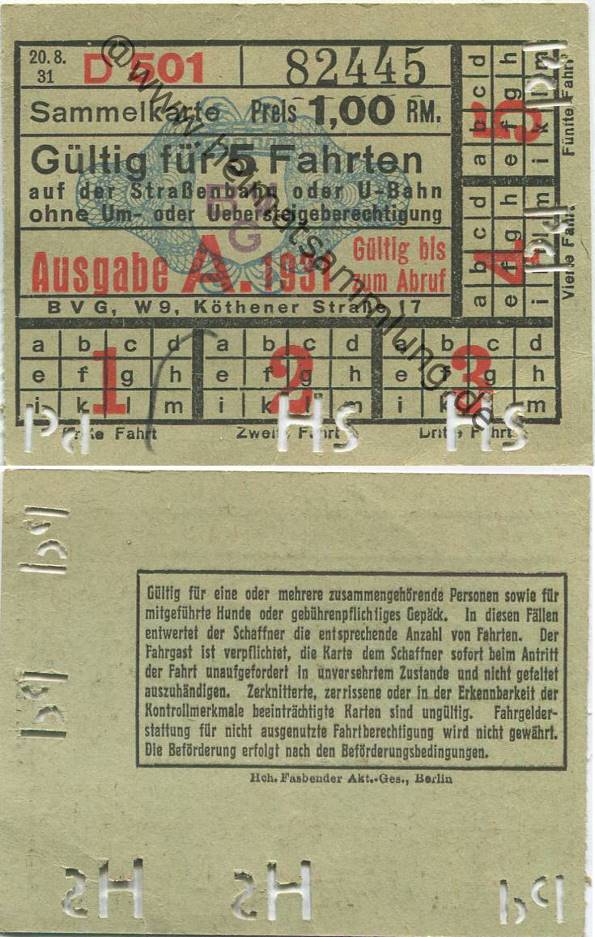 20.8.
31
D 501
82445
Sammelkarte Preis 1,00 RM.
Gültig für 5 Fahrten
auf der Straßenbahn oder U-Bahn
ohne Um- oder Uebersteigeberechtigung
Ausgabe A. 1931
Gültig bis
zum Abruf
BVG, W9, Köthener Straße 17
@www.heimatsammlung.de
a b c d
e f g h
i k l m
1
Erste Fahrt
a b c d
e f g h
i k l m
2
Zweite Fahrt
a b c d
e f g h
i k l m
3
Dritte Fahrt
a b c d
e f g h
i k l m
4
Vierte Fahrt
a b c d
e f g h
i k l m
5
Fünfte Fahrt
HS
HS
Gültig für eine oder mehrere zusammengehörende Personen sowie für
mitgeführte Hunde oder gebührenpflichtiges Gepäck. In diesen Fällen
entwertet der Schaffner die entsprechende Anzahl von Fahrten. Der
Fahrgast ist verpflichtet, die Karte dem Schaffner sofort beim Antritt
der Fahrt unaufgefordert in unversehrtem Zustande und nicht gefaltet
auszuhändigen. Zerknitterte, zerrissene oder in der Erkennbarkeit der
Kontrollmerkmale beeinträchtigte Karten sind ungültig. Fahrgelder-
stattung für nicht ausgenutzte Fahrtberechtigung wird nicht gewährt.
Die Beförderung erfolgt nach den Beförderungsbedingungen.
Hch. Fasbender Akt.-Ges., Berlin